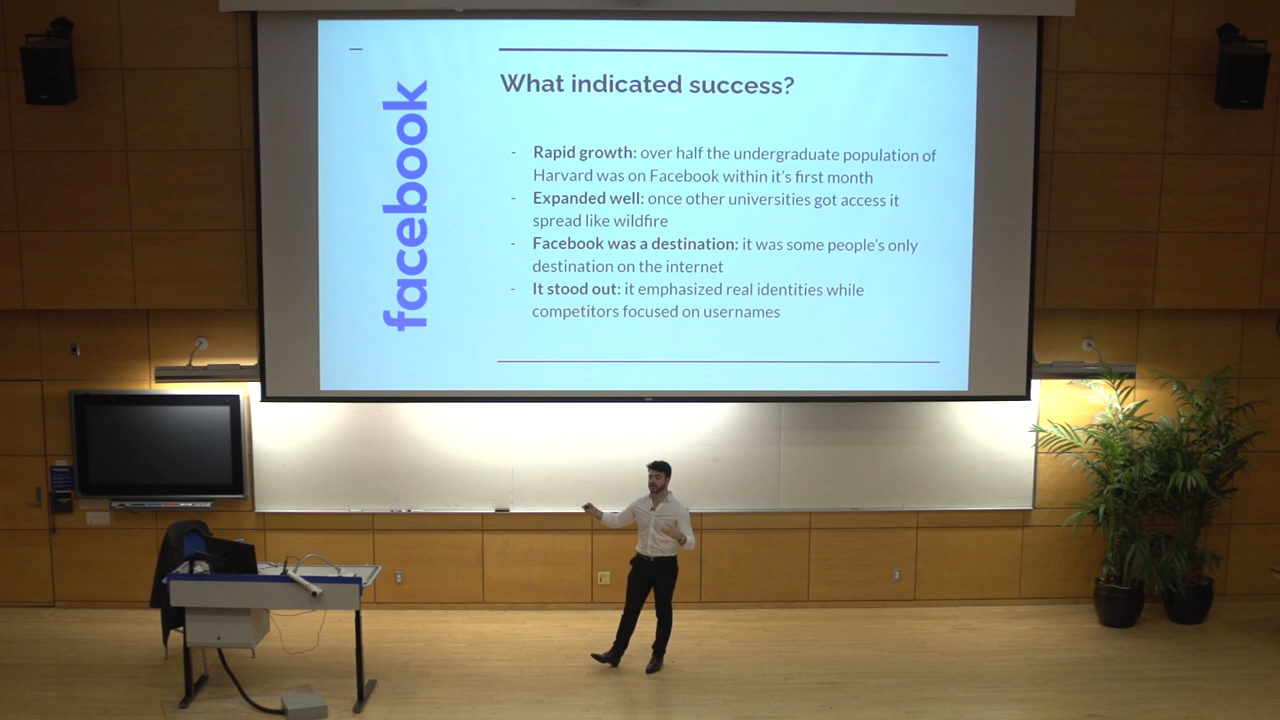 facebook
What indicated success?
- Rapid growth: over half the undergraduate population of
Harvard was on Facebook within it's first month
- Expanded well: once other universities got access it
spread like wildfire
- Facebook was a destination: it was some people's only
destination on the internet
- It stood out: it emphasized real identities while
competitors focused on usernames